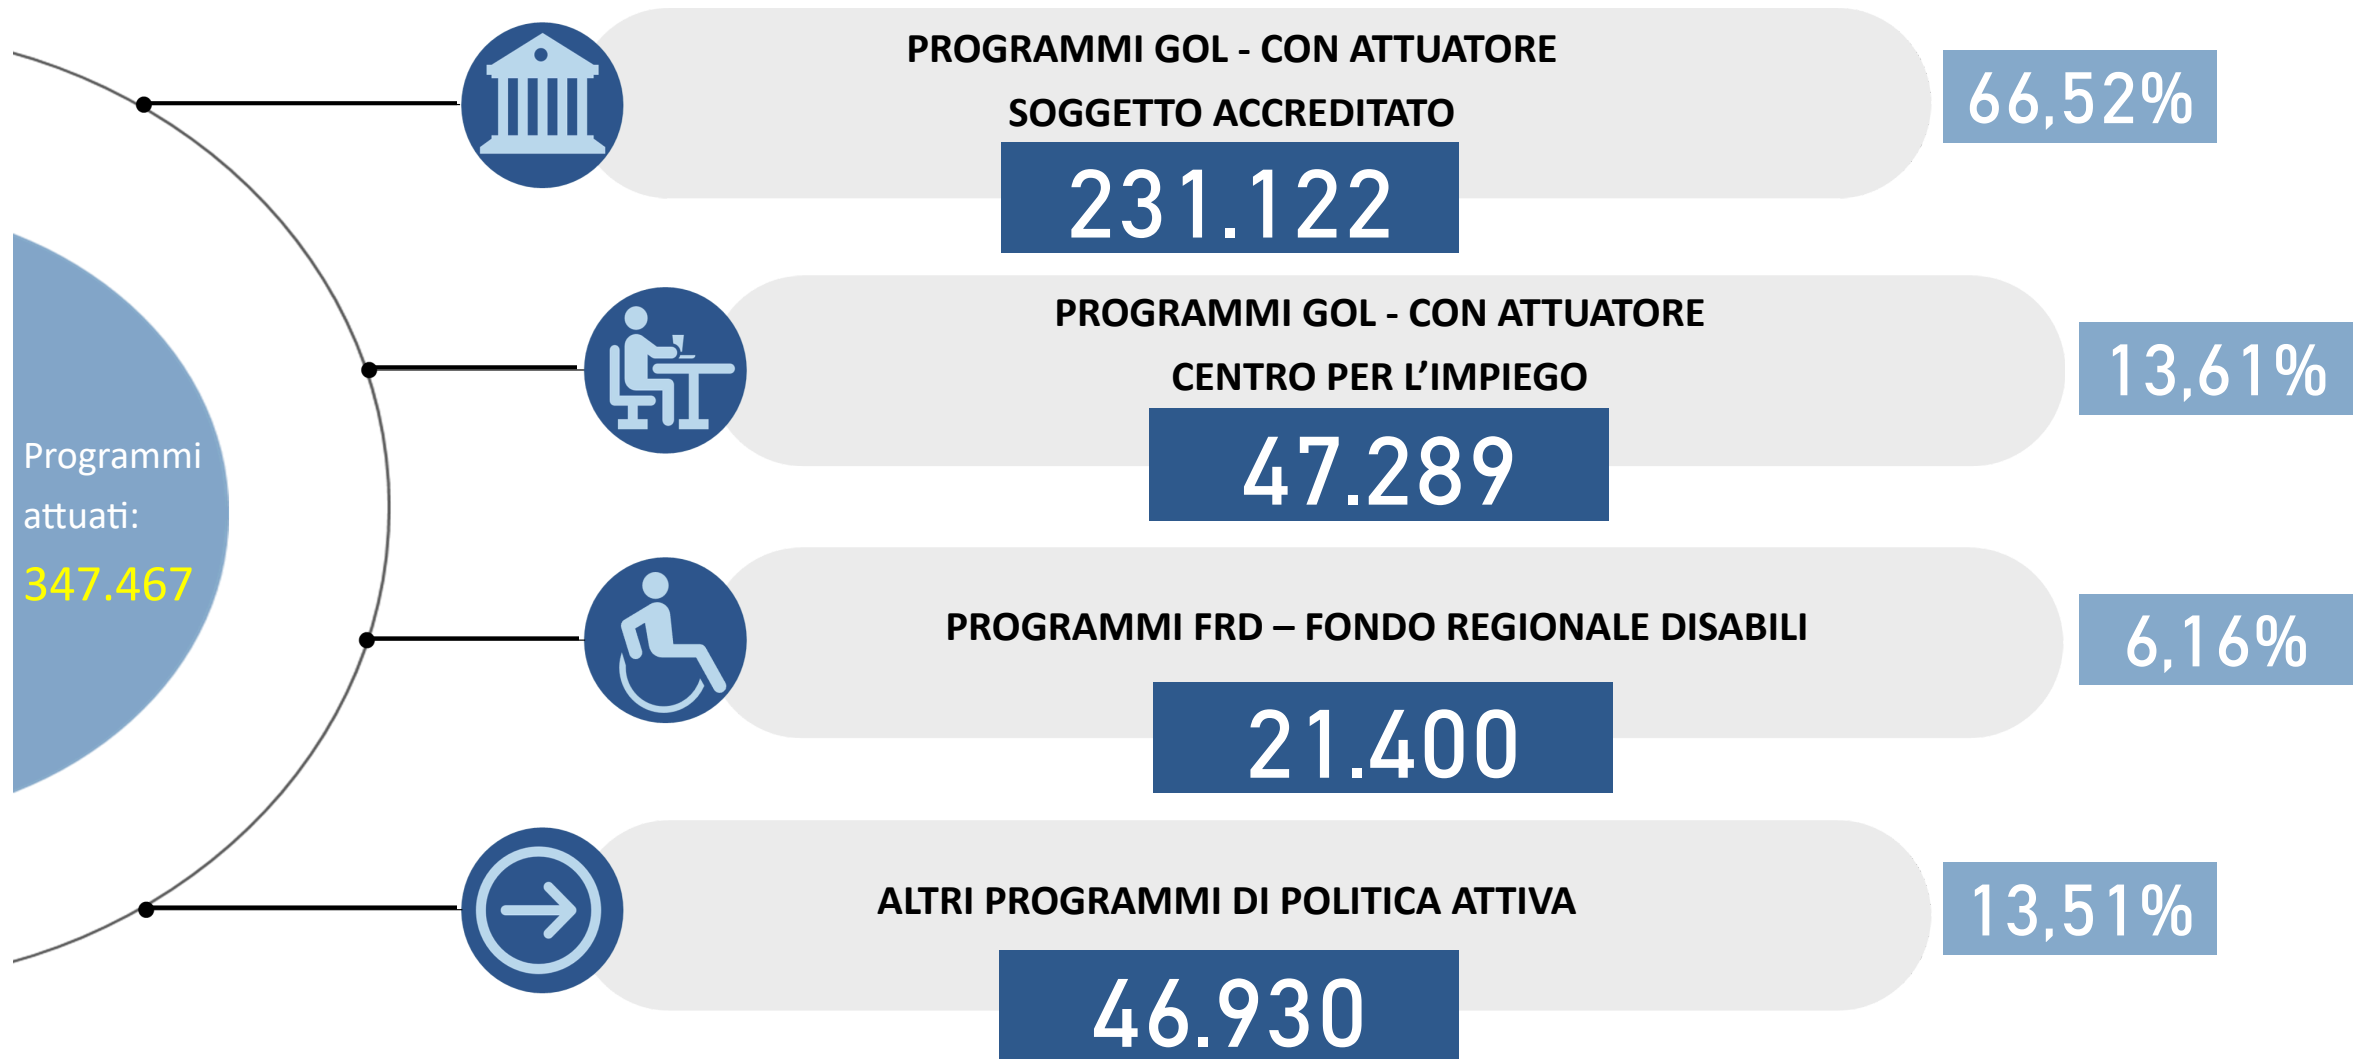 PROGRAMMI GOL - CON ATTUATORE
SOGGETTO ACCREDITATO
231.122
66,52%
PROGRAMMI GOL - CON ATTUATORE
CENTRO PER L’IMPIEGO
47.289
13,61%
Programmi
attuati:
347.467
PROGRAMMI FRD – FONDO REGIONALE DISABILI
21.400
6,16%
ALTRI PROGRAMMI DI POLITICA ATTIVA
46.930
13,51%